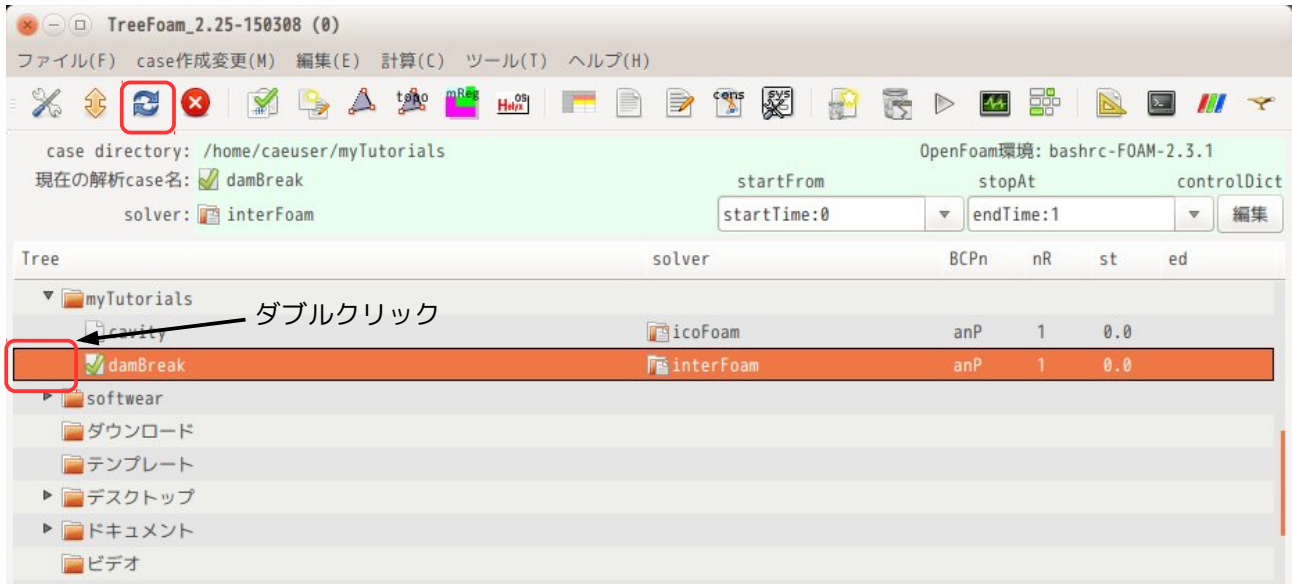 TreeFoam_2.25-150308 (0)
ファイル(F) case作成変更(M) 編集(E) 計算(C) ツール(T) ヘルプ(H)
topo mReg Helyx OS cons sys
case directory: /home/caeuser/myTutorials OpenFoam環境: bashrc-FOAM-2.3.1
現在の解析case名: damBreak startFrom stopAt controlDict
solver: interFoam startTime:0 endTime:1 編集
Tree solver BCPn nR st ed
myTutorials
ダブルクリック
cavity icoFoam anP 1 0.0
damBreak interFoam anP 1 0.0
softwear
ダウンロード
テンプレート
デスクトップ
ドキュメント
ビデオ